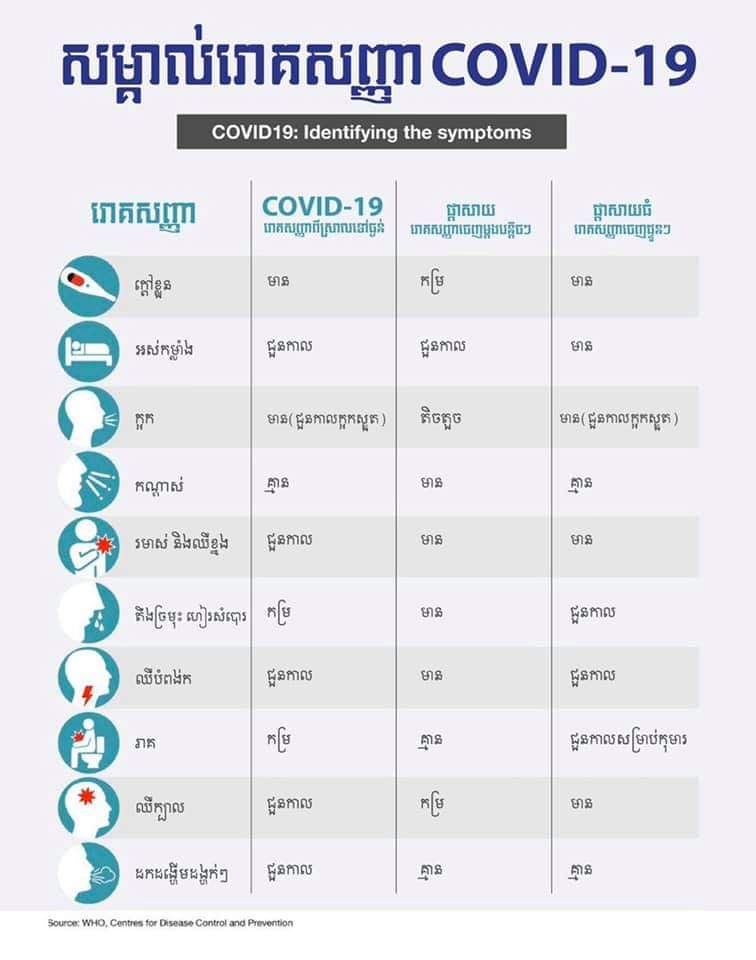 សម្គាល់រោគសញ្ញា COVID-19
COVID19: Identifying the symptoms
រោគសញ្ញា COVID-19 ផ្តាសាយ ផ្តាសាយធំ
រោគសញ្ញាពីស្រាលទៅធ្ងន់ រោគសញ្ញាចេញម្តងបន្តិចៗ រោគសញ្ញាចេញភ្លូនៗ
ក្តៅខ្លួន មាន កម្រ មាន
អស់កម្លាំង ជួនកាល ជួនកាល មាន
ក្អក មាន(ជួនកាលក្អកស្ងួត) តិចតួច មាន(ជួនកាលក្អកស្ងួត)
កណ្តាស់ គ្មាន មាន គ្មាន
រមាស់ និងឈឺខ្នង ជួនកាល មាន មាន
តឹងច្រមុះ ហៀរសំបោរ កម្រ មាន ជួនកាល
ឈឺបំពង់ក ជួនកាល មាន ជួនកាល
រាគ កម្រ គ្មាន ជួនកាលសម្រាប់កុមារ
ឈឺក្បាល ជួនកាល កម្រ មាន
ដកដង្ហើមដង្ហក់ៗ ជួនកាល គ្មាន គ្មាន
Source: WHO, Centres for Disease Control and Prevention